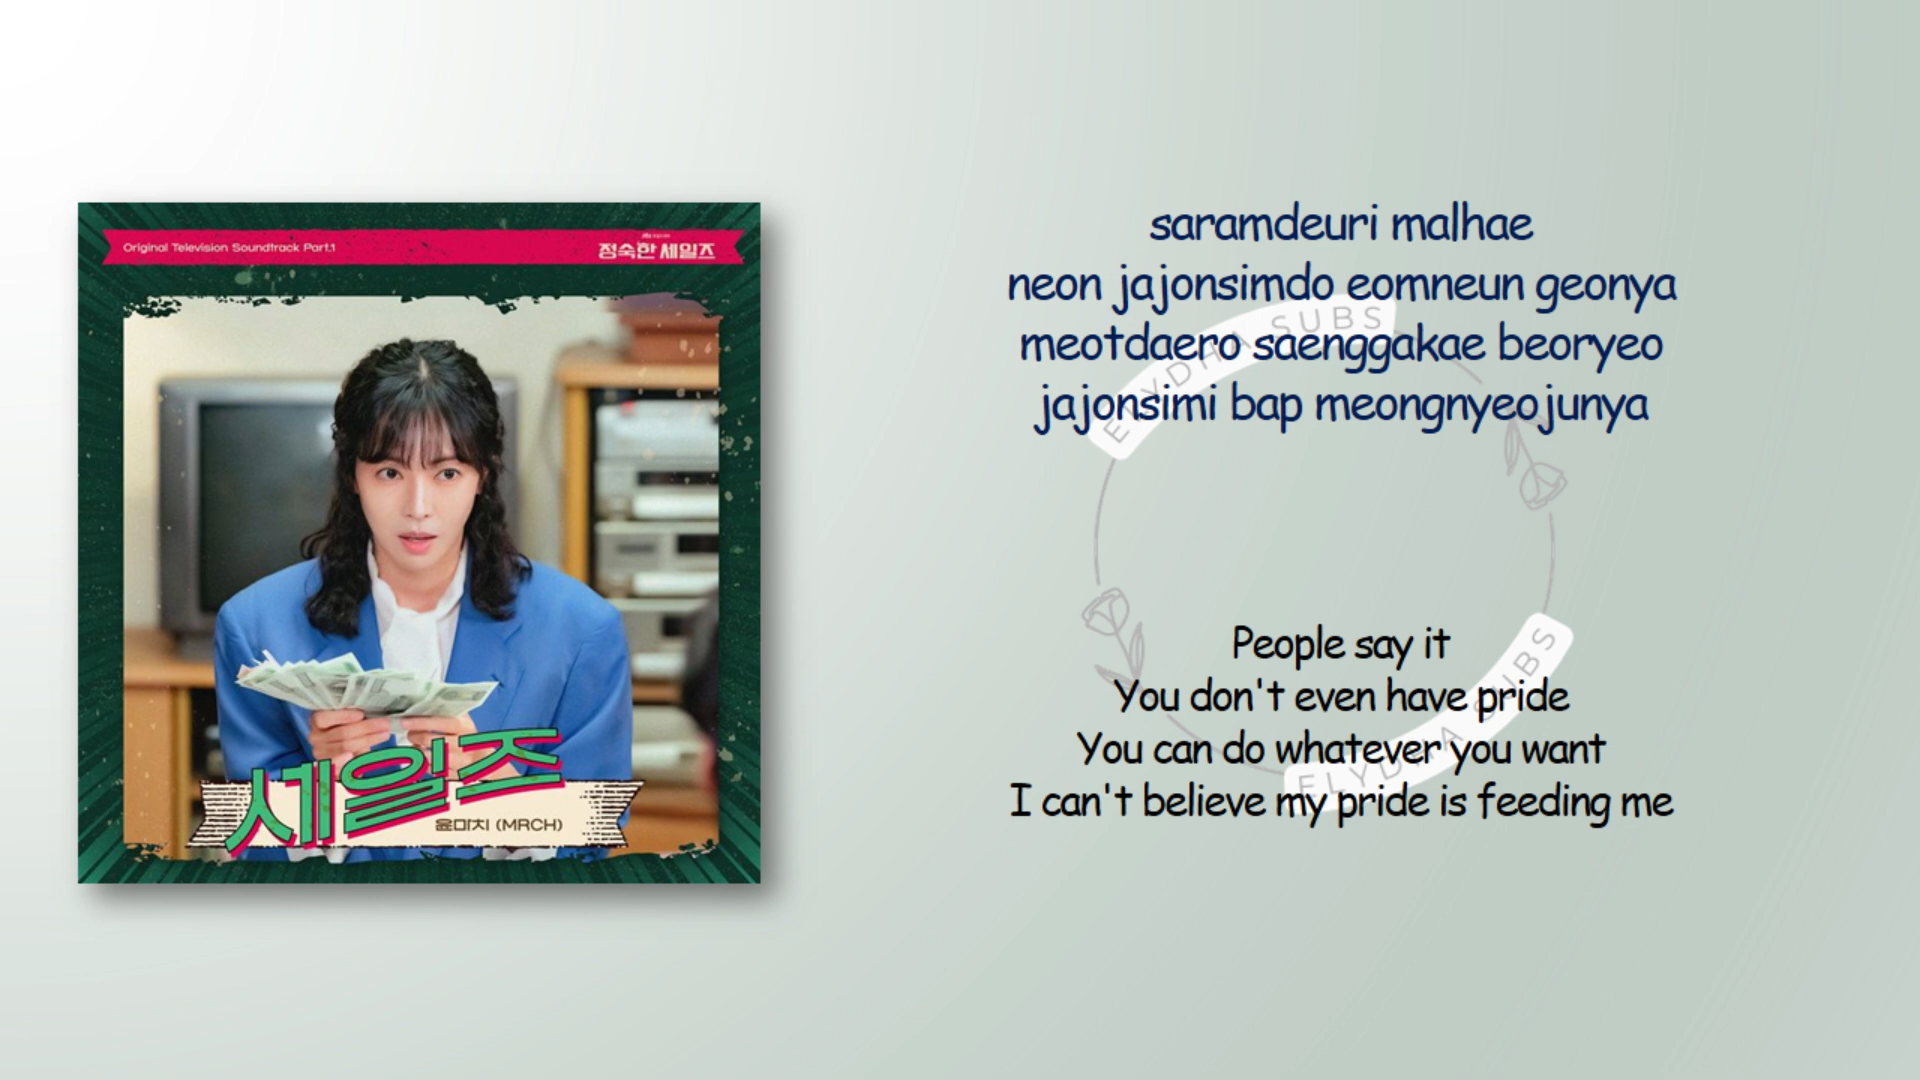 Original Television Soundtrack Part.1
정숙한 세일즈
세일즈
윤마치 (MRCH)
saramdeuri malhae
neon jajonsimdo eomneun geonya
meotdaero saenggakae beoryeo
jajonsimi bap meongnyeojunya
ELYDHA SUBS
People say it
You don't even have pride
You can do whatever you want
I can't believe my pride is feeding me
ELYDHA SUBS